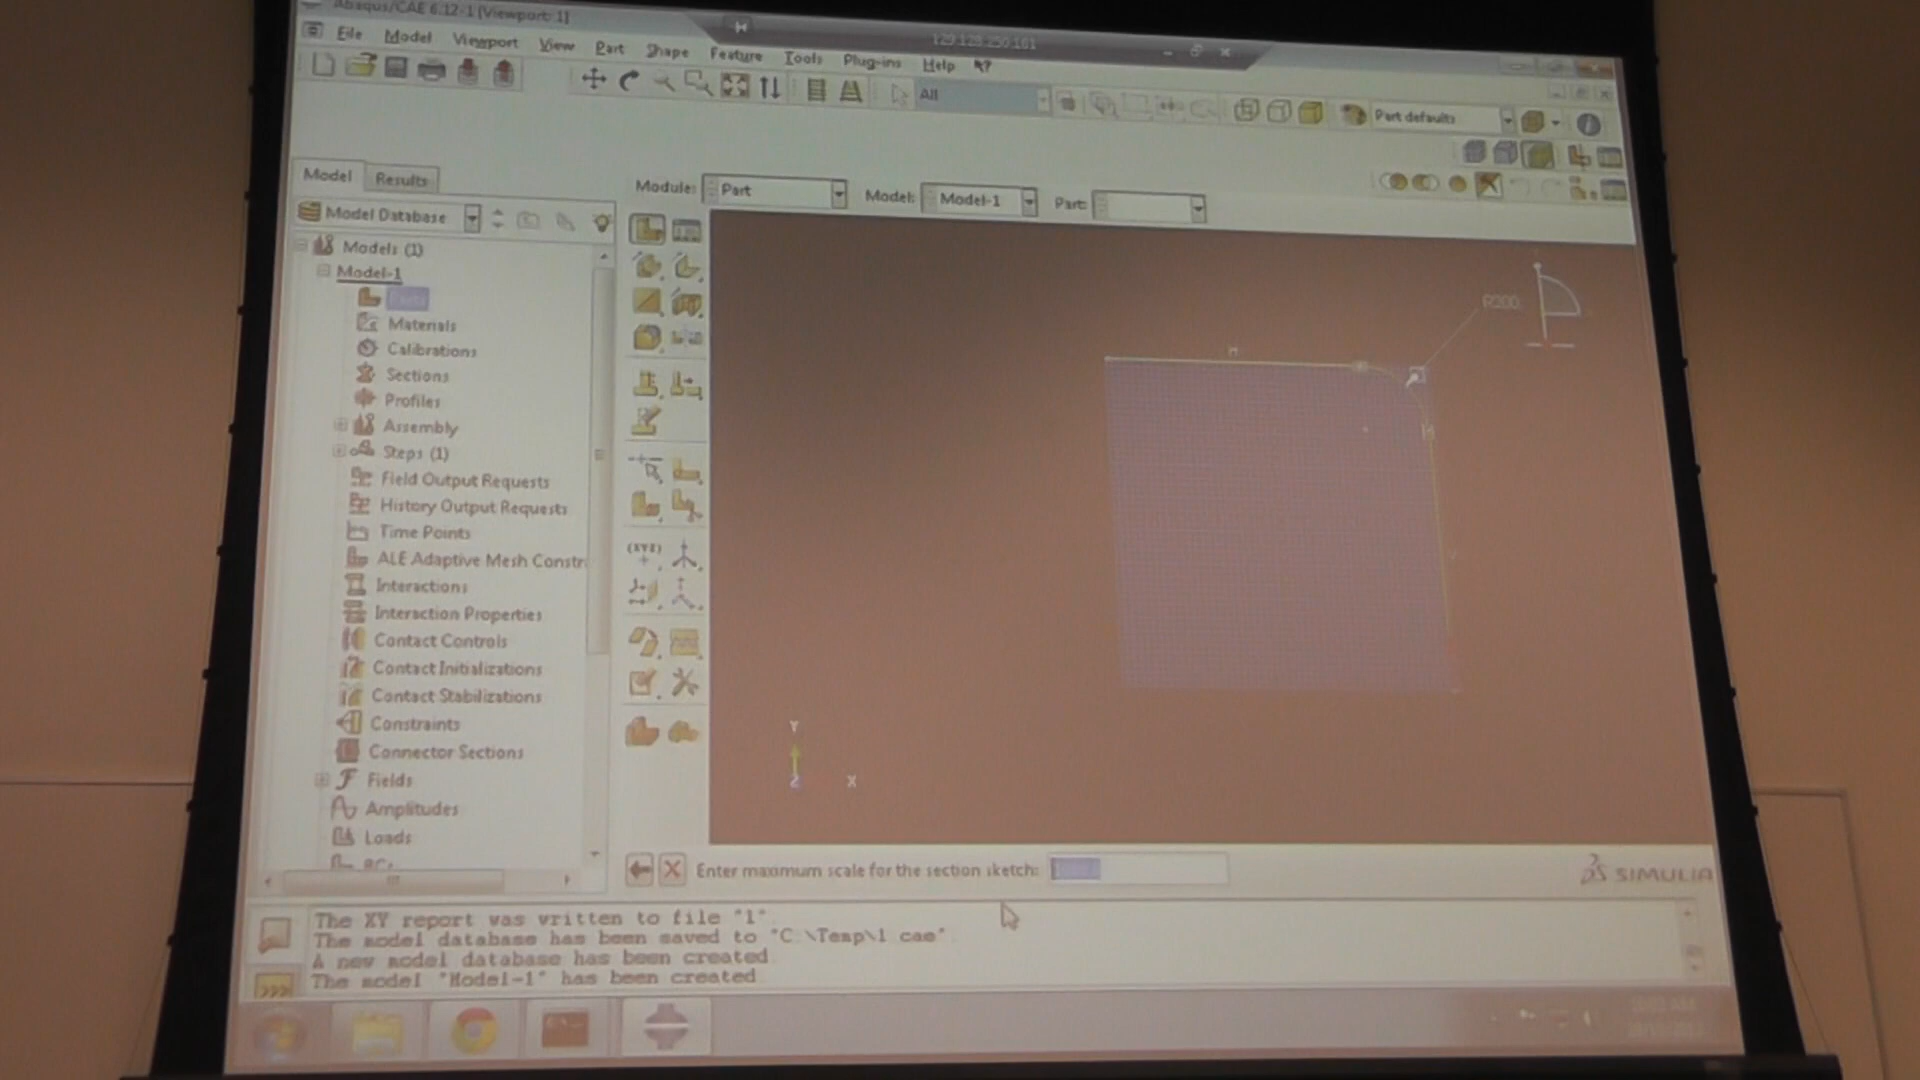 Abaqus/CAE 6.12-1 [Viewport: 1]
File Model Viewport View Part Shape Feature Tools Plug-ins Help
All
Part defaults
Model Results
Module: Part Model: Model-1 Part:
Model Database
Models (1)
Model-1
Parts
Materials
Calibrations
Sections
Profiles
Assembly
Steps (1)
Field Output Requests
History Output Requests
Time Points
ALE Adaptive Mesh Constr
Interactions
Interaction Properties
Contact Controls
Contact Initializations
Contact Stabilizations
Constraints
Connector Sections
Fields
Amplitudes
Loads
BCs
(XYZ)
R200.
H
Y
Z X
Enter maximum scale for the section sketch:
SIMULIA
The XY report was written to file "1"
The model database has been saved to "C:\Temp\1.cae".
A new model database has been created
The model "Model-1" has been created
>>>